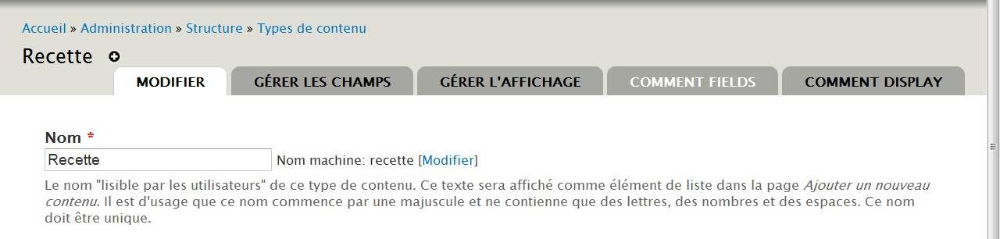 Accueil » Administration » Structure » Types de contenu
Recette
MODIFIER GÉRER LES CHAMPS GÉRER L'AFFICHAGE COMMENT FIELDS COMMENT DISPLAY
Nom *
Recette Nom machine: recette [Modifier]
Le nom "lisible par les utilisateurs" de ce type de contenu. Ce texte sera affiché comme élément de liste dans la page Ajouter un nouveau
contenu. Il est d'usage que ce nom commence par une majuscule et ne contienne que des lettres, des nombres et des espaces. Ce nom
doit être unique.